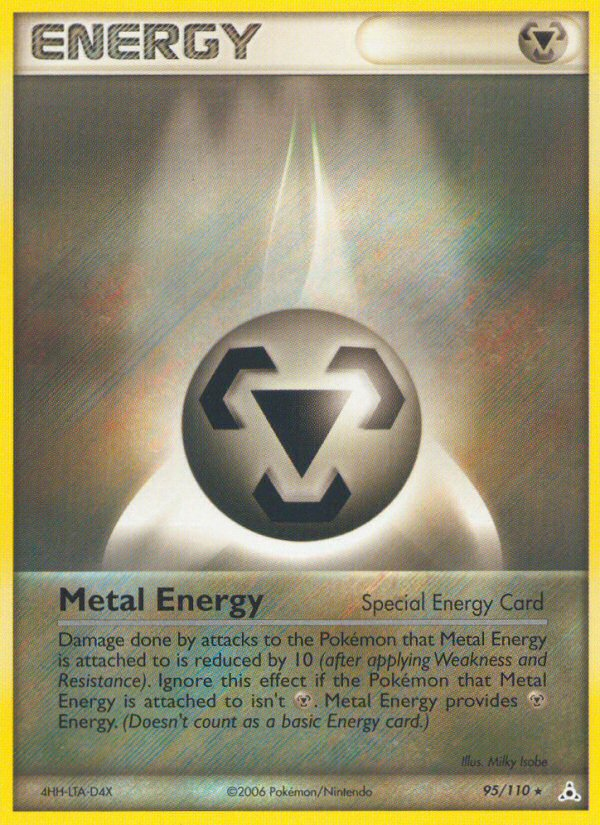 ENERGY
Metal Energy Special Energy Card
Damage done by attacks to the Pokémon that Metal Energy
is attached to is reduced by 10 (after applying Weakness and
Resistance). Ignore this effect if the Pokémon that Metal
Energy is attached to isn't . Metal Energy provides
Energy. (Doesn't count as a basic Energy card.)
Illus. Milky Isobe
4HH-LTA-D4X ©2006 Pokémon/Nintendo 95/110 ★